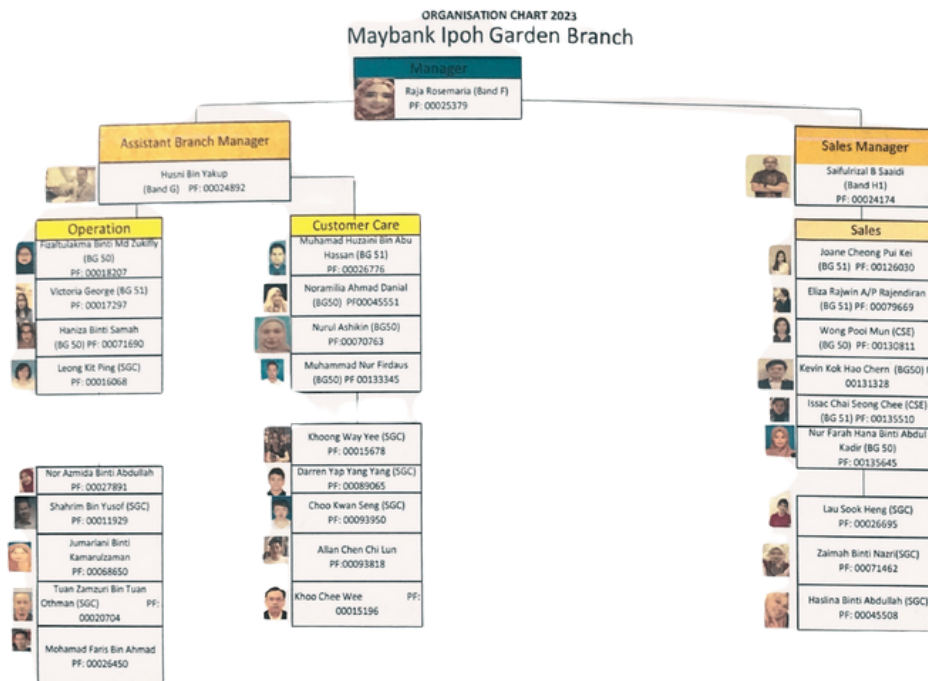 ORGANISATION CHART 2023
Maybank Ipoh Garden Branch
Manager
Raja Rosemaria (Band F)
PF: 00025379
Assistant Branch Manager
Husni Bin Yakup
(Band G) PF: 00024892
Sales Manager
Saifulrizal B Saaidi
(Band H1)
PF: 00024174
Operation
Fizaltulakma Binti Md Zukifly
(BG 50)
PF: 00018207
Victoria George (BG 51)
PF: 00017297
Haniza Binti Samah
(BG 50) PF: 00071690
Leong Kit Ping (SGC)
PF: 00016068
Nor Azmida Binti Abdullah
PF: 00027891
Shahrim Bin Yusof (SGC)
PF: 00011929
Jumariani Binti
Kamarulzaman
PF: 00068650
Tuan Zamzuri Bin Tuan
Othman (SGC) PF:
00020704
Mohamad Faris Bin Ahmad
PF: 00026450
Customer Care
Muhamad Huzaini Bin Abu
Hassan (BG 51)
PF: 00026776
Noramilia Ahmad Danial
(BG50) PF00045551
Nurul Ashikin (BG50)
PF:00070763
Muhammad Nur Firdaus
(BG50) PF 00133345
Khoong Way Yee (SGC)
PF: 00015678
Darren Yap Yang Yang (SGC)
PF: 00089065
Choo Kwan Seng (SGC)
PF: 00093950
Allan Chen Chi Lun
PF:00093818
Khoo Chee Wee PF:
00015196
Sales
Joane Cheong Pui Kei
(BG 51) PF: 00126030
Eliza Rajwin A/P Rajendiran
(BG 51) PF: 00079669
Wong Pooi Mun (CSE)
(BG 50) PF: 00130811
Kevin Kok Hao Chern (BG50)
00131328
Issac Chai Seong Chee (CSE)
(BG 51) PF: 00135510
Nur Farah Hana Binti Abdul
Kadir (BG 50)
PF: 00135645
Lau Sook Heng (SGC)
PF: 00026695
Zaimah Binti Nazri(SGC)
PF: 00071462
Haslina Binti Abdullah (SGC)
PF: 00045508